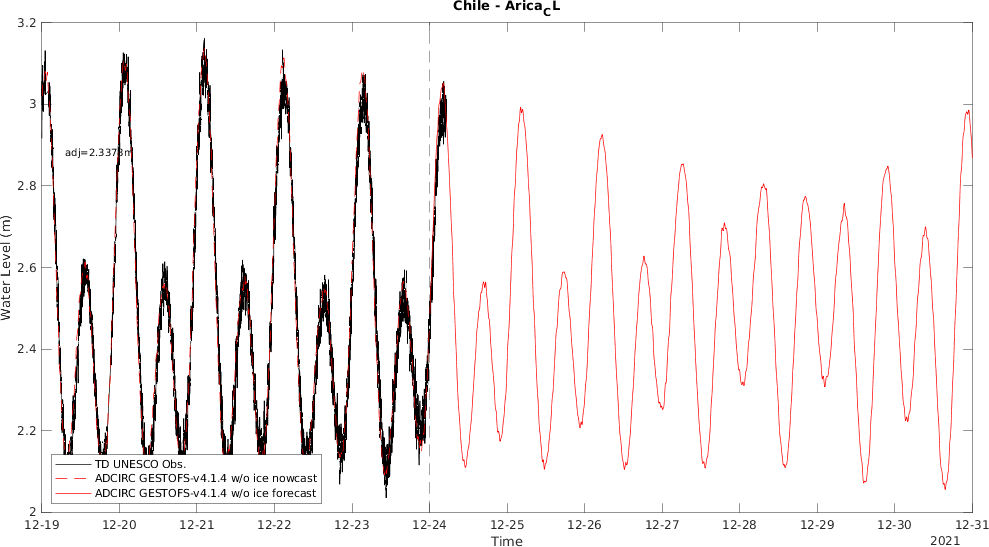 Chile - Arica_CL
3.2
3
2.8
2.6
2.4
2.2
2
Water Level (m)
adj=2.3373m
TD UNESCO Obs.
ADCIRC GESTOFS-v4.1.4 w/o ice nowcast
ADCIRC GESTOFS-v4.1.4 w/o ice forecast
12-19 12-20 12-21 12-22 12-23 12-24 12-25 12-26 12-27 12-28 12-29 12-30 12-31
Time
2021